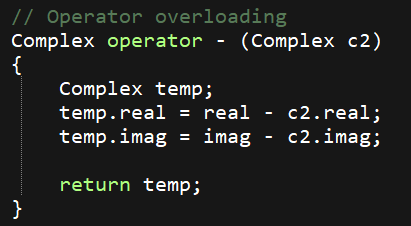 // Operator overloading
Complex operator - (Complex c2)
{
    Complex temp;
    temp.real = real - c2.real;
    temp.imag = imag - c2.imag;

    return temp;
}